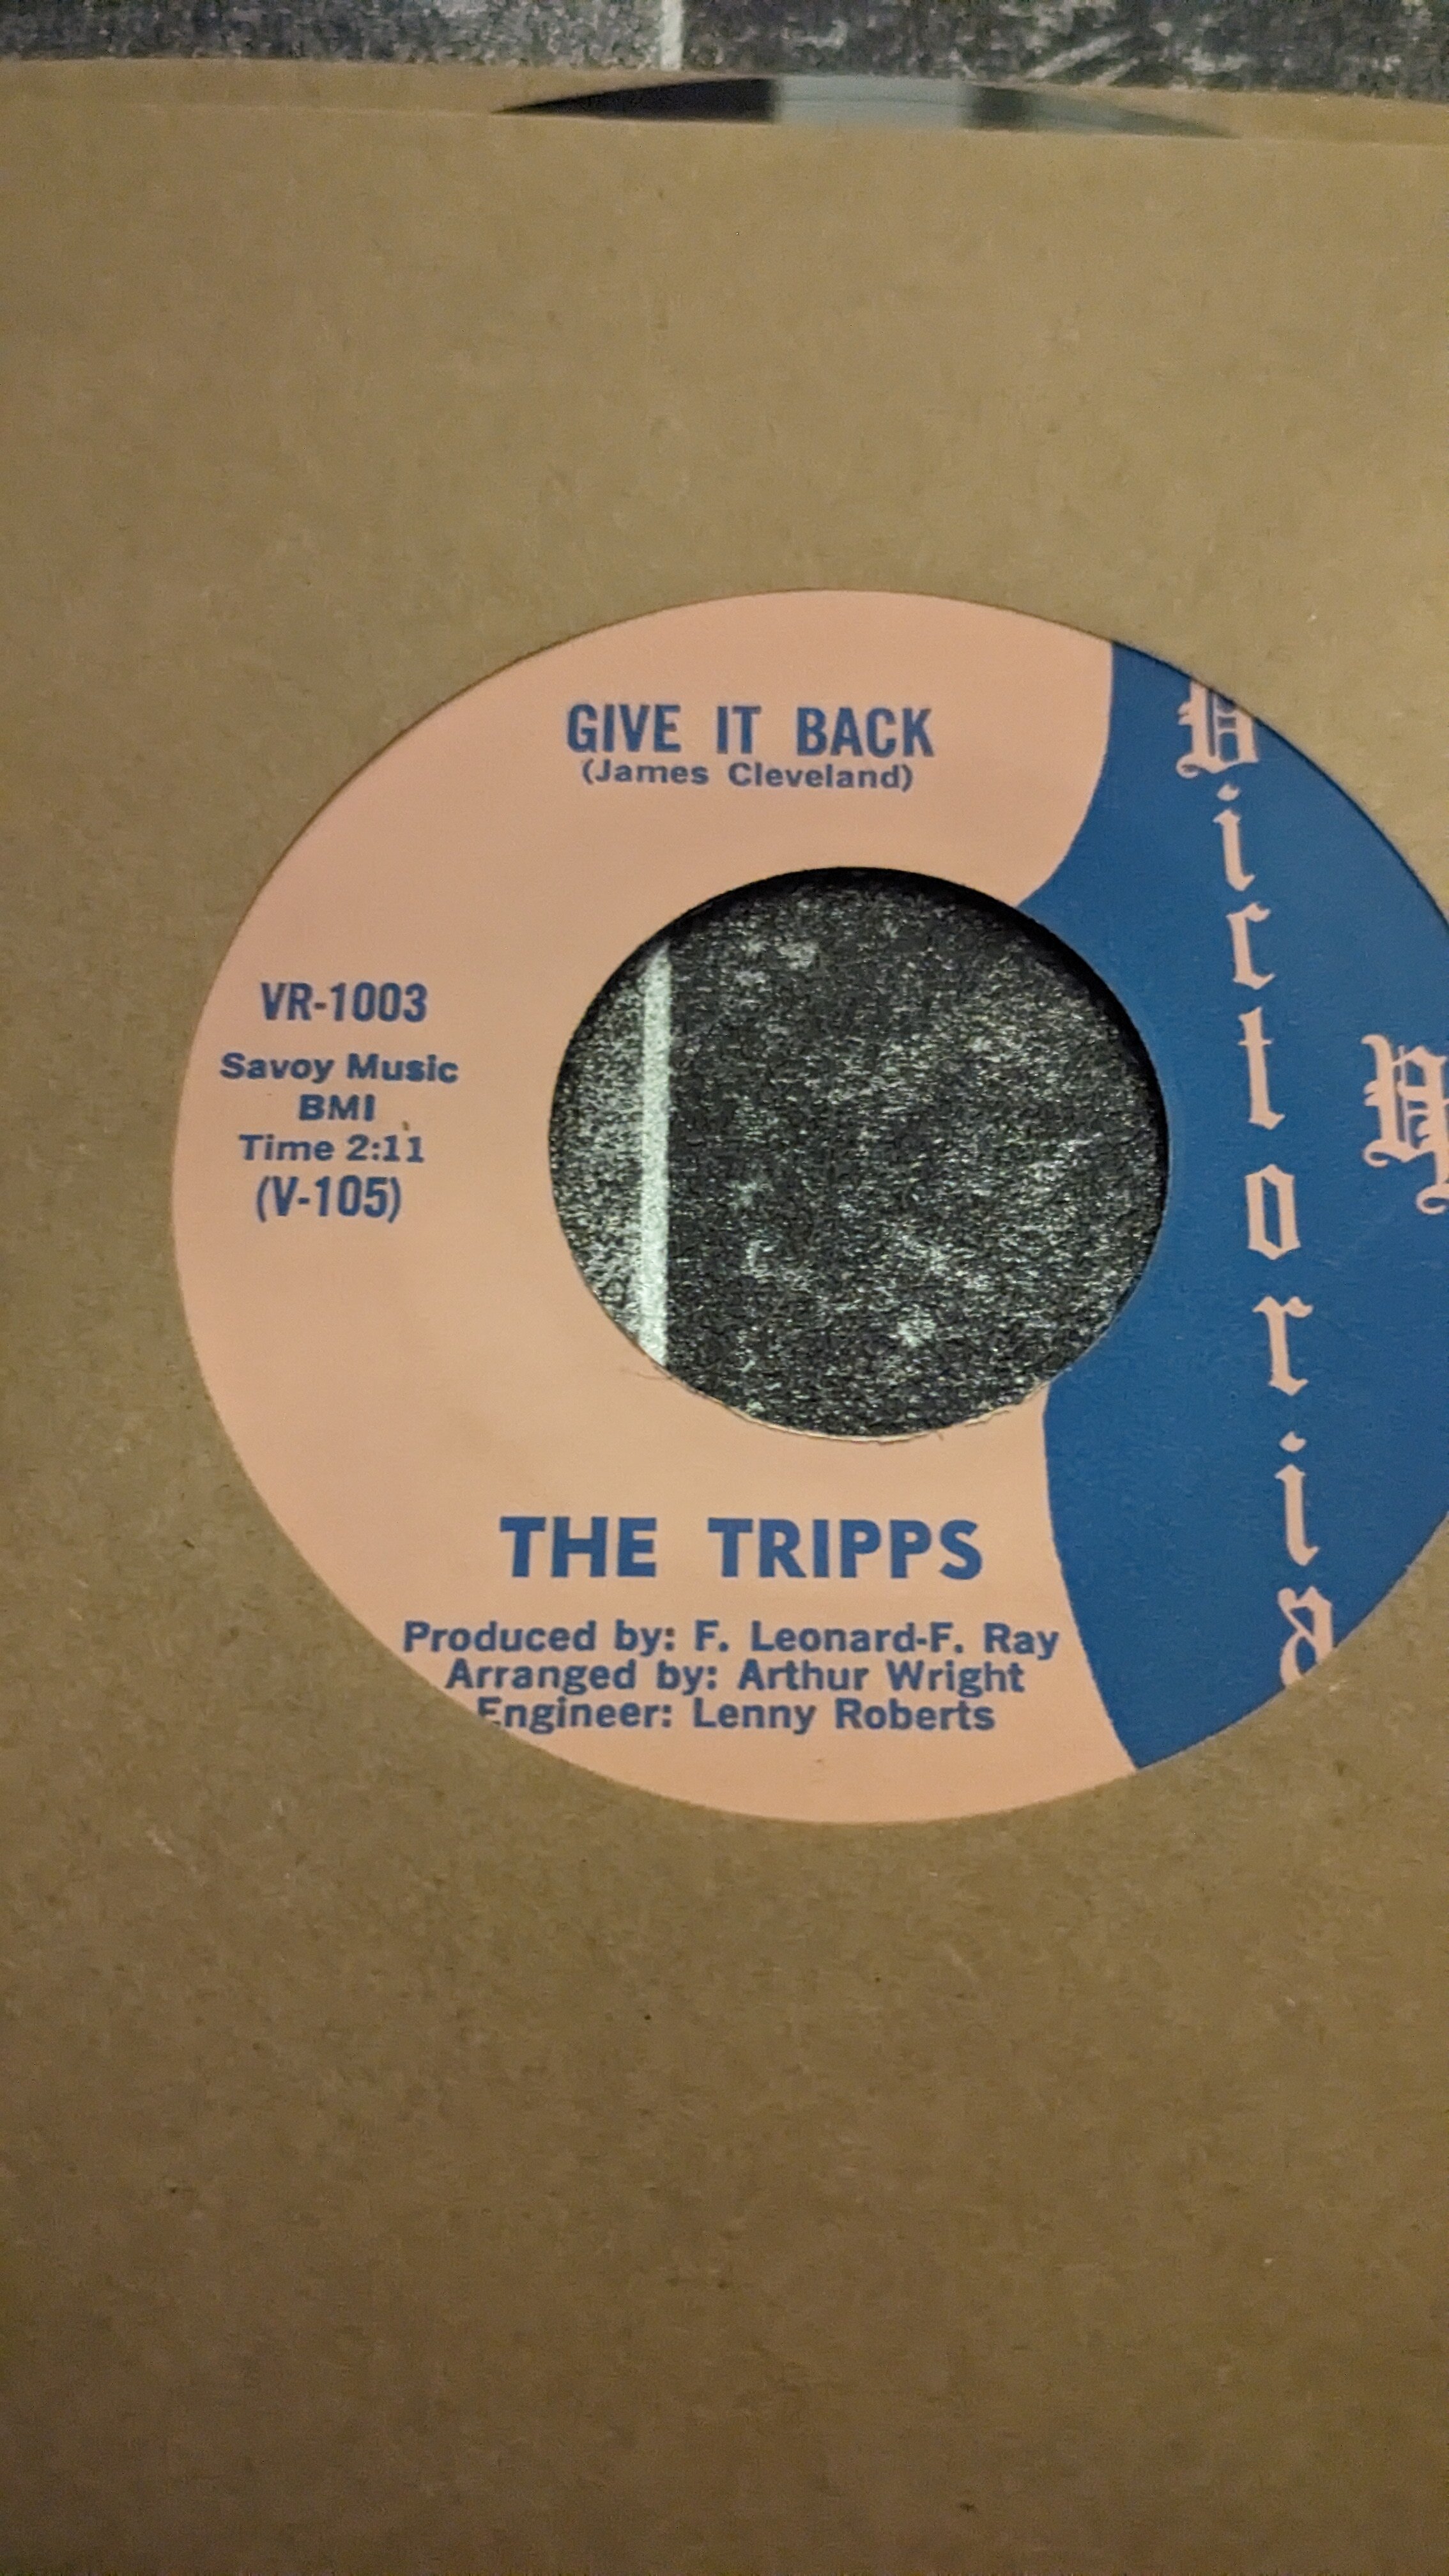 GIVE IT BACK
(James Cleveland)
VR-1003
Savoy Music
BMI
Time 2:11
(V-105)
THE TRIPPS
Produced by: F. Leonard-F. Ray
Arranged by: Arthur Wright
Engineer: Lenny Roberts
Victoria